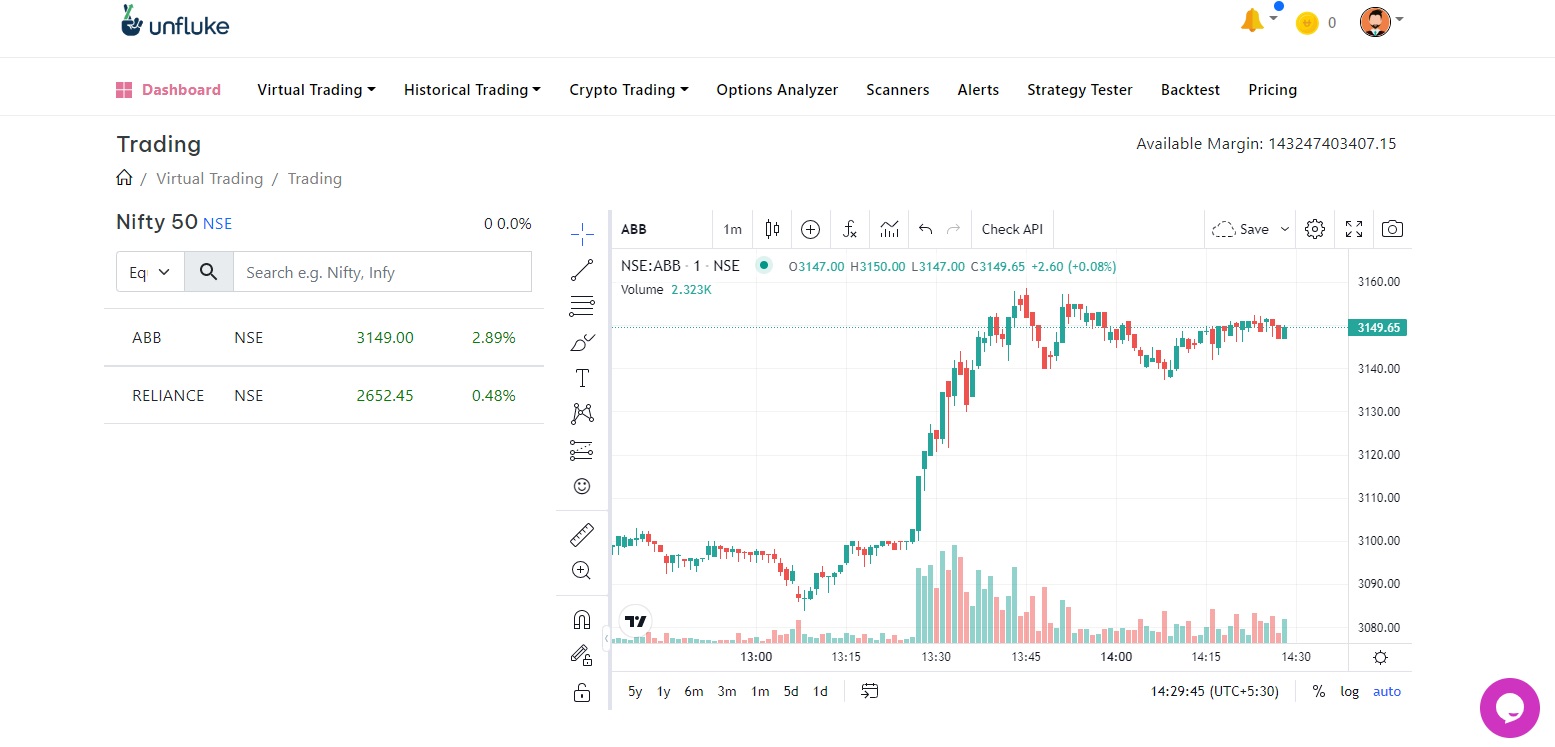 unfluke
0
Dashboard Virtual Trading Historical Trading Crypto Trading Options Analyzer Scanners Alerts Strategy Tester Backtest Pricing
Trading
Available Margin: 143247403407.15
/ Virtual Trading / Trading
Nifty 50 NSE 0 0.0%
Eq Search e.g. Nifty, Infy
ABB NSE 3149.00 2.89%
RELIANCE NSE 2652.45 0.48%
ABB 1m Check API Save
NSE:ABB · 1 · NSE O3147.00 H3150.00 L3147.00 C3149.65 +2.60 (+0.08%)
Volume 2.323K
3160.00
3149.65
3140.00
3130.00
3120.00
3110.00
3100.00
3090.00
3080.00
13:00 13:15 13:30 13:45 14:00 14:15 14:30
5y 1y 6m 3m 1m 5d 1d 14:29:45 (UTC+5:30) % log auto